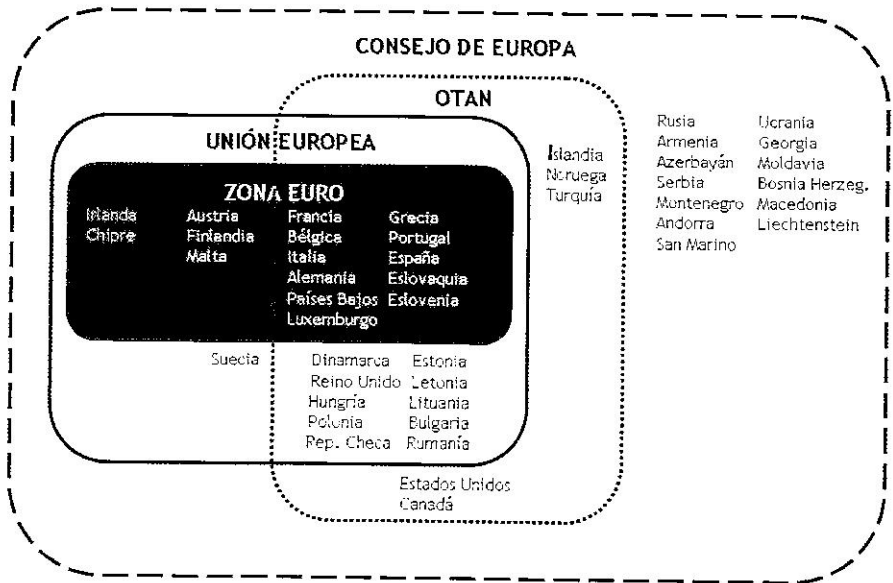 CONSEJO DE EUROPA
OTAN
UNIÓN EUROPEA
ZONA EURO
Irlanda Austria Francia Grecia
Chipre Finlandia Bélgica Portugal
Malta Italia España
Alemania Eslovaquia
Países Bajos Eslovenia
Luxemburgo
Suecia Dinamarca Estonia
Reino Unido Letonia
Hungría Lituania
Polonia Bulgaria
Rep. Checa Rumanía
Islandia
Noruega
Turquía
Estados Unidos
Canadá
Rusia Ucrania
Armenia Georgia
Azerbayán Moldavia
Serbia Bosnia Herzeg.
Montenegro Macedonia
Andorra Liechtenstein
San Marino